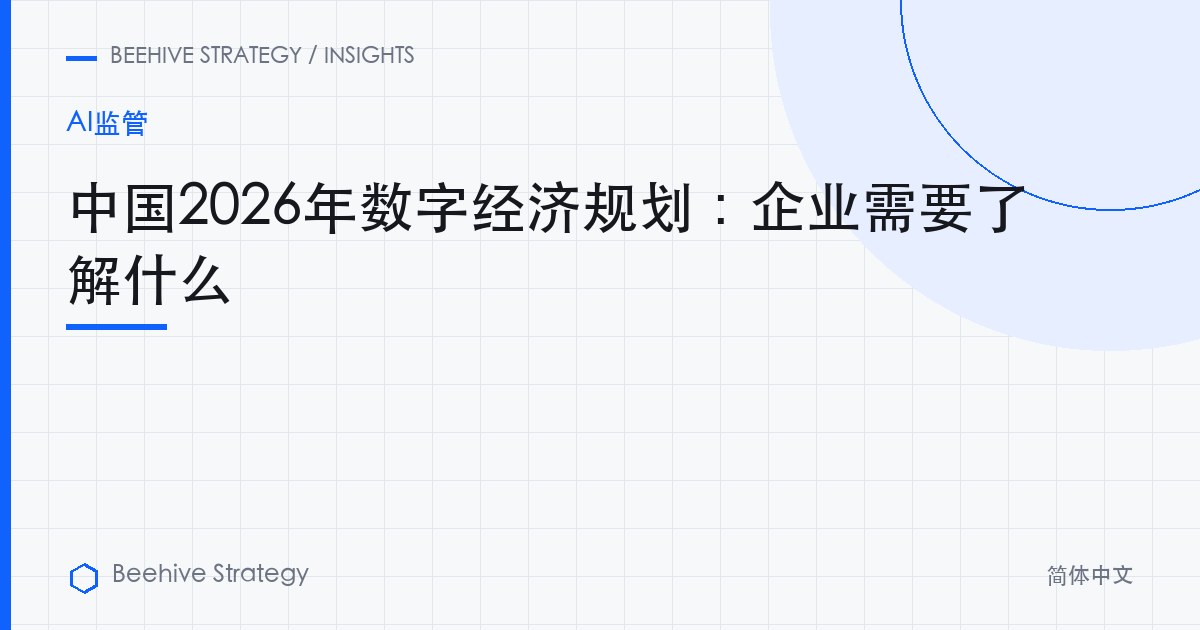 BEEHIVE STRATEGY / INSIGHTS
AI监管
中国2026年数字经济规划：企业需要了
解什么
Beehive Strategy
简体中文